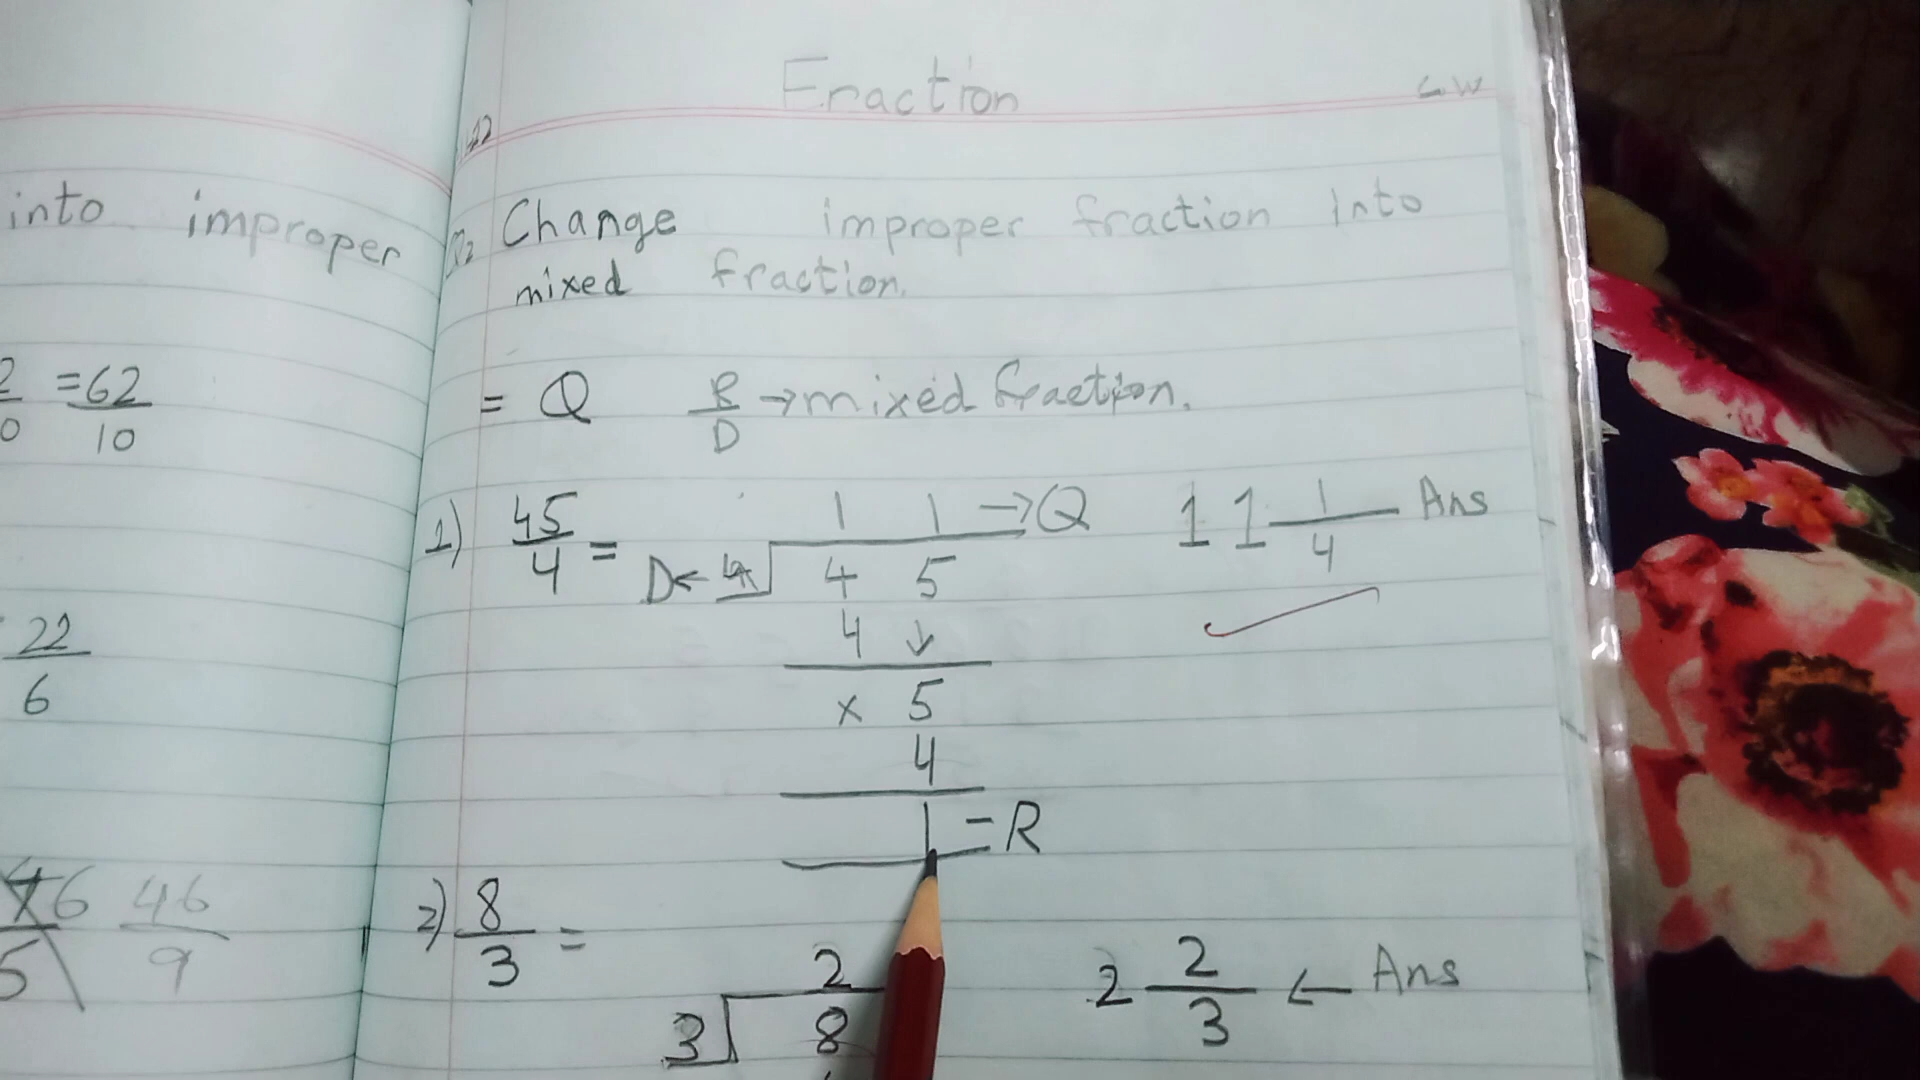 into improper
= 62
10
22
6
46
9
Fraction
C.W
Change improper fraction into
mixed fraction.
= Q R/D → mixed fraction.
1) 45/4 =
1 1 → Q
D ← 4 4 5
4 ↓
x 5
4
1 = R
1 1 1/4 Ans
2) 8/3 =
2
3 8
2 2/3 ← Ans